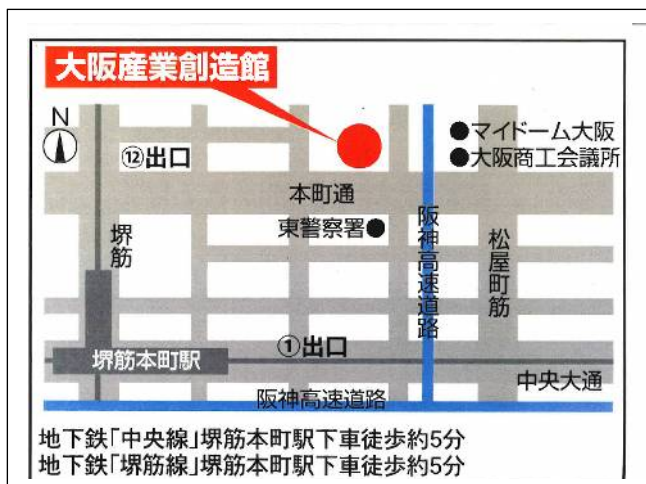 大阪産業創造館
N
⑫出口
●マイドーム大阪
●大阪商工会議所
本町通
東警察署●
堺筋
阪神高速道路
松屋町筋
①出口
堺筋本町駅
中央大通
阪神高速道路
地下鉄「中央線」堺筋本町駅下車徒歩約5分
地下鉄「堺筋線」本町駅下車徒歩約5分